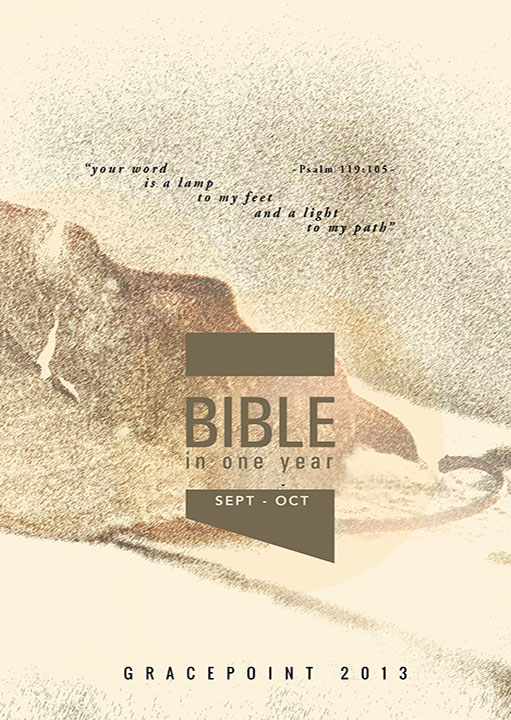 “your word
~Psalm 119:105~
is a lamp
to my feet
and a light
to my path”
BIBLE
in one year
SEPT - OCT
GRACEPOINT 2013